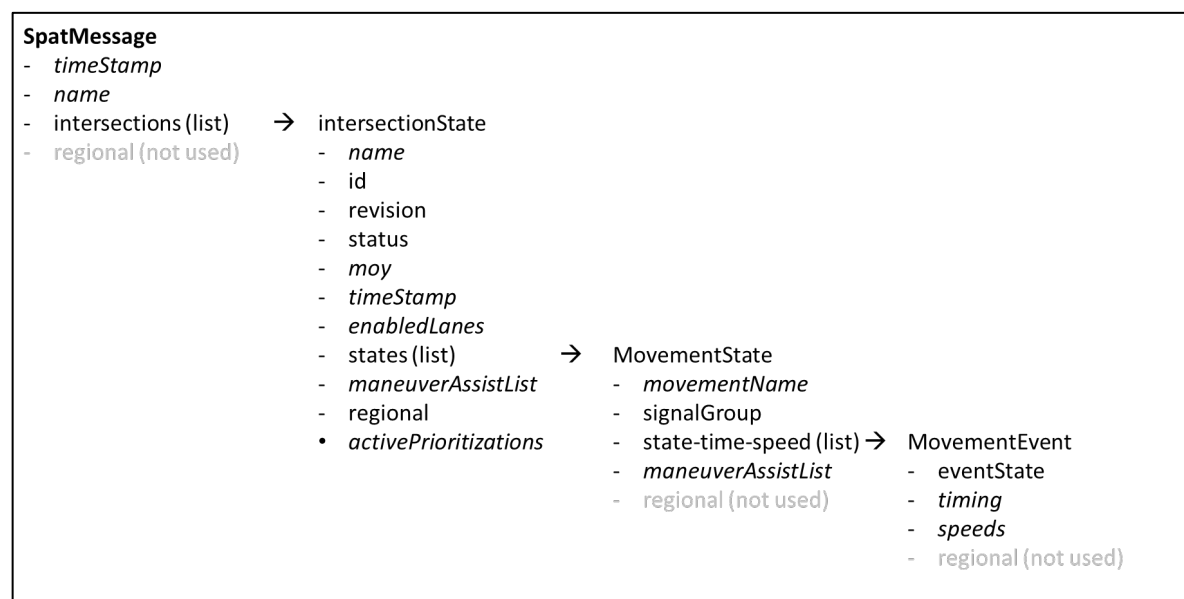 SpatMessage
- timeStamp
- name
- intersections (list) → intersectionState
- regional (not used)
- name
- id
- revision
- status
- moy
- timeStamp
- enabledLanes
- states (list) → MovementState
- maneuverAssistList
- movementName
- regional
- signalGroup
• activePrioritizations
- state-time-speed (list) → MovementEvent
- maneuverAssistList
- eventState
- regional (not used)
- timing
- speeds
- regional (not used)